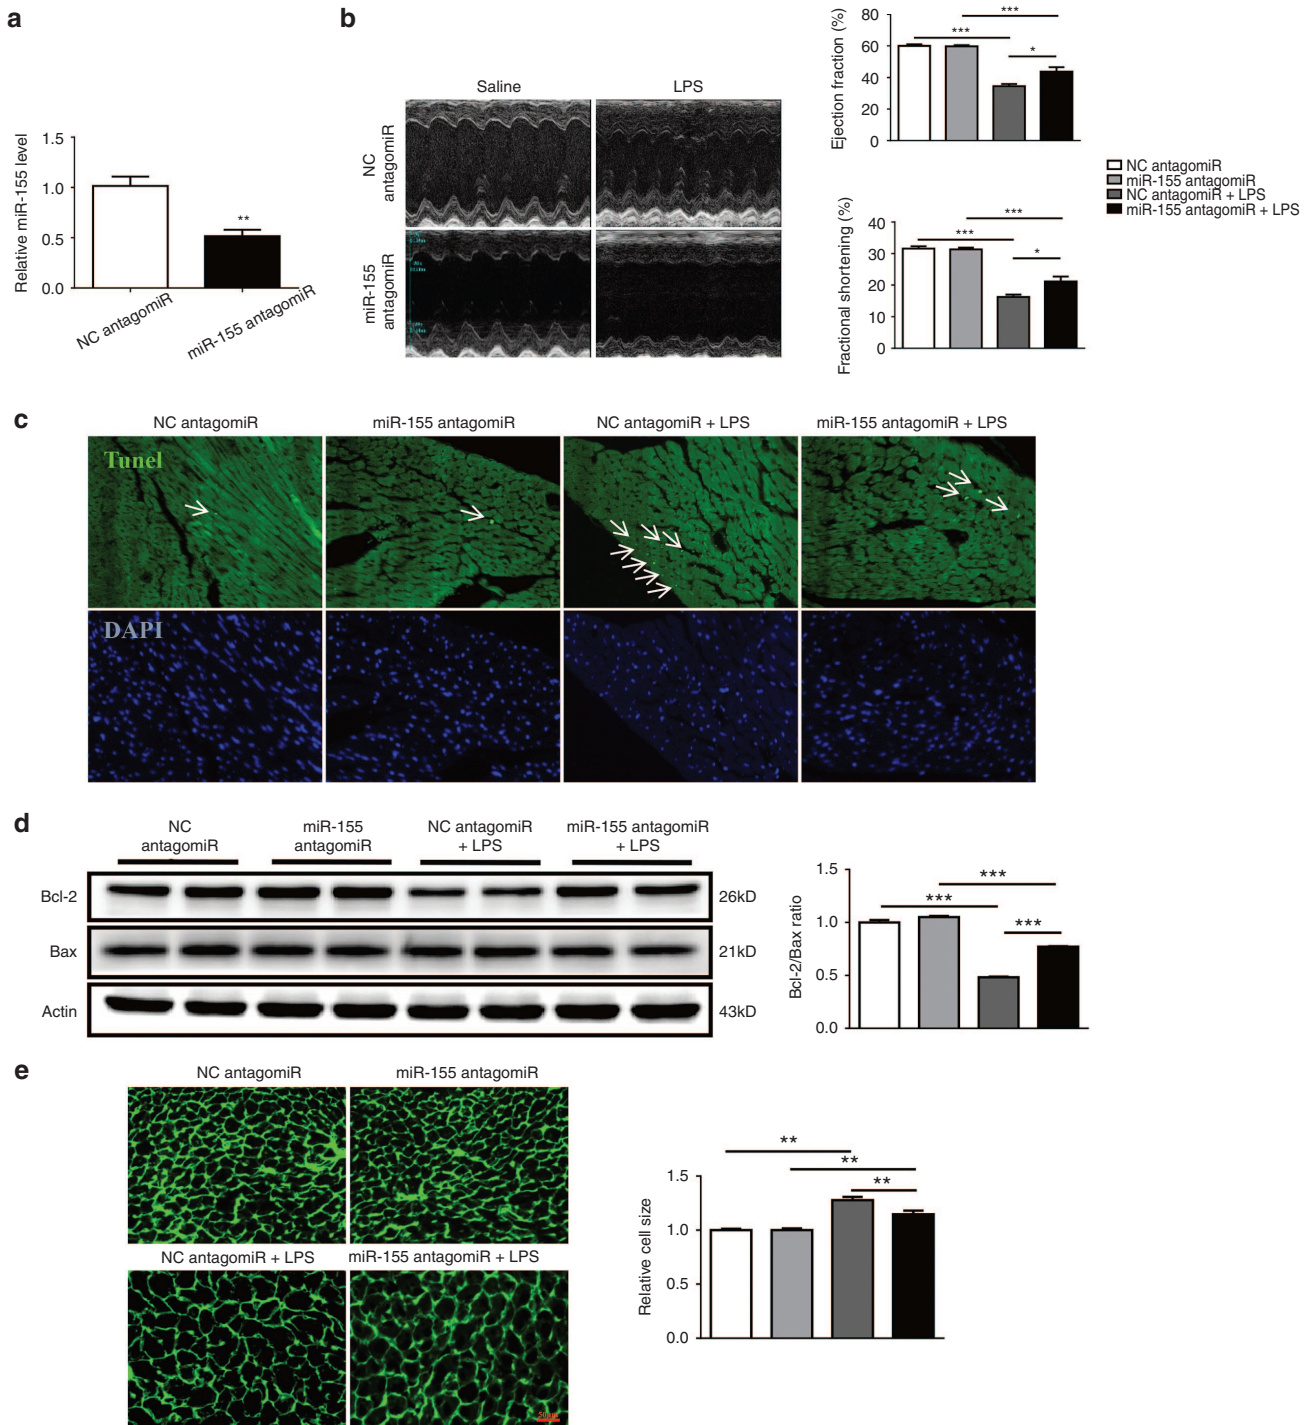 a
Relative miR-155 level
1.5
1.0
0.5
0.0
**
NC antagomiR
miR-155 antagomiR
b
Saline
LPS
NC
antagomiR
miR-155
antagomiR
Ejection fraction (%)
80
60
40
20
0
***
***
*
Fractional shortening (%)
40
30
20
10
0
***
***
*
NC antagomiR
miR-155 antagomiR
NC antagomiR + LPS
miR-155 antagomiR + LPS
c
NC antagomiR
miR-155 antagomiR
NC antagomiR + LPS
miR-155 antagomiR + LPS
Tunel
DAPI
d
NC
antagomiR
miR-155
antagomiR
NC antagomiR
+ LPS
miR-155 antagomiR
+ LPS
Bcl-2
26kD
Bax
21kD
Actin
43kD
Bcl-2/Bax ratio
1.5
1.0
0.5
0.0
***
***
***
e
NC antagomiR
miR-155 antagomiR
NC antagomiR + LPS
miR-155 antagomiR + LPS
50μm
Relative cell size
1.5
1.0
0.5
0.0
**
**
**